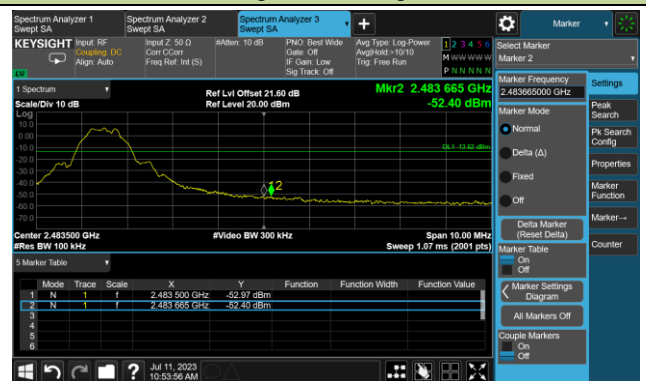 Spectrum Analyzer 1
Swept SA
Spectrum Analyzer 2
Swept SA
Spectrum Analyzer 3
Swept SA
Marker
KEYSIGHT
Input: RF
Coupling: DC
Align: Auto
Input Z: 50 Ω
Corr CCorr
Freq Ref: Int (S)
#Atten: 10 dB
PNO: Best Wide
Gate: Off
IF Gain: Low
Sig Track: Off
Avg Type: Log-Power
Avg|Hold:>10/10
Trig: Free Run
1 2 3 4 5 6
M W W W W W
P N N N N N
LV
Select Marker
Marker 2
1 Spectrum
Scale/Div 10 dB
Log
Ref Lvl Offset 21.60 dB
Ref Level 20.00 dBm
Mkr2 2.483 665 GHz
-52.40 dBm
10.0
0.00
-10.0
-20.0
-30.0
-40.0
-50.0
-60.0
-70.0
DL1 -13.62 dBm
2
Center 2.483500 GHz
#Res BW 100 kHz
#Video BW 300 kHz
Span 10.00 MHz
Sweep 1.07 ms (2001 pts)
5 Marker Table
Mode Trace Scale X Y Function Function Width Function Value
1 N 1 f 2.483 500 GHz -52.97 dBm
2 N 1 f 2.483 665 GHz -52.40 dBm
3
4
5
6
Marker Frequency
2.483665000 GHz
Marker Mode
Normal
Delta (Δ)
Fixed
Off
Delta Marker
(Reset Delta)
Marker Table
On
Off
Marker Settings
Diagram
All Markers Off
Couple Markers
On
Off
Settings
Peak
Search
Pk Search
Config
Properties
Marker
Function
Marker→
Counter
?
Jul 11, 2023
10:53:56 AM